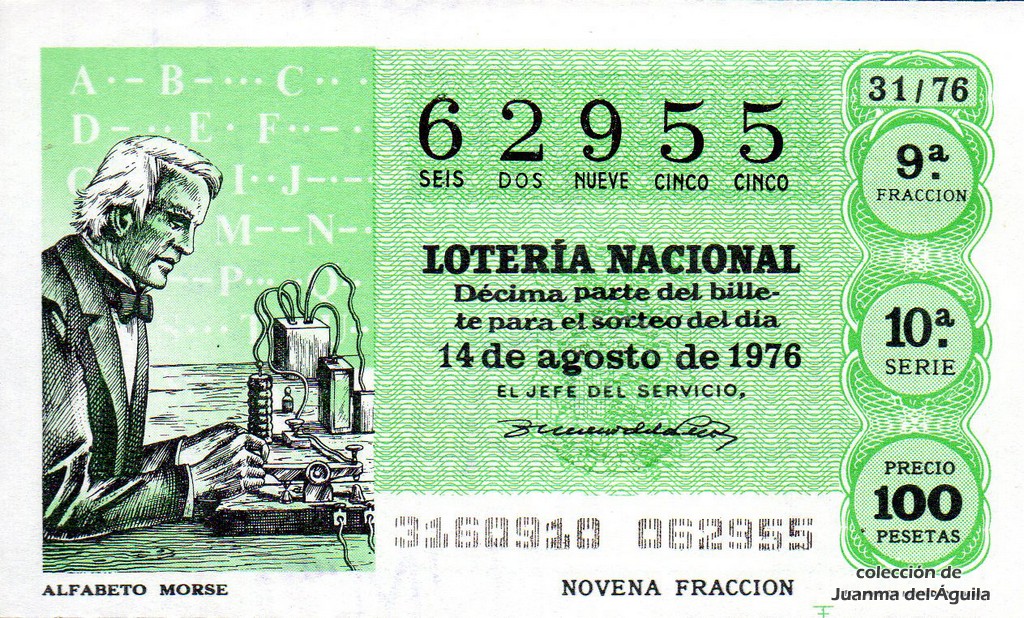 A ·– B –··· C ·· ·
D –·· E · F ··–·
I ·· J ·–––
M –– N –·
P
S ··· T
62955
SEIS DOS NUEVE CINCO CINCO
LOTERÍA NACIONAL
Décima parte del bille-
te para el sorteo del día
14 de agosto de 1976
EL JEFE DEL SERVICIO,
31/76
9ª
FRACCION
10ª
SERIE
PRECIO
100
PESETAS
3160910 062955
ALFABETO MORSE
NOVENA FRACCION
colección de
Juanma del Águila